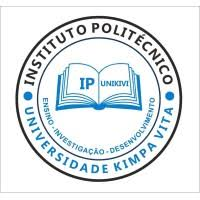 INSTITUTO POLITÉCNICO
IP UNIKIVI
ENSINO - INVESTIGAÇÃO - DESENVOLVIMENTO
UNIVERSIDADE KIMPA VITA